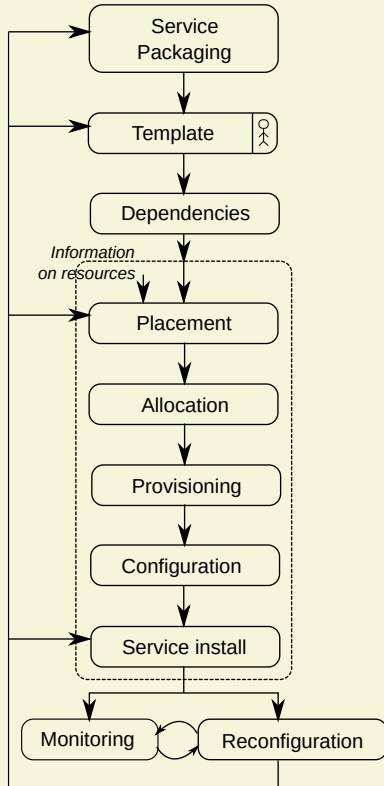 Service
Packaging
Template
Dependencies
Information
on resources
Placement
Allocation
Provisioning
Configuration
Service install
Monitoring
Reconfiguration